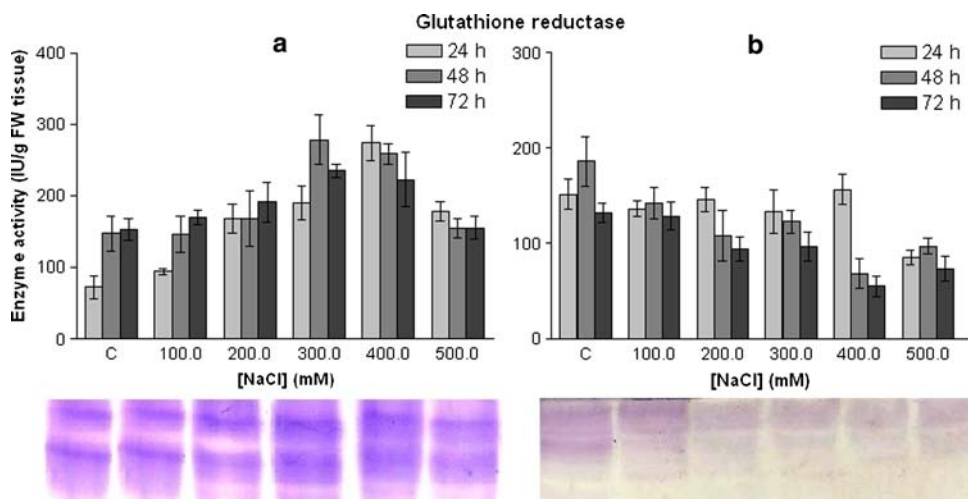 Glutathione reductase
a
24 h
48 h
72 h
Enzyme activity (IU/g FW tissue)
400
300
200
100
0
C 100.0 200.0 300.0 400.0 500.0
[NaCl] (mM)
b
24 h
48 h
72 h
300
200
100
0
C 100.0 200.0 300.0 400.0 500.0
[NaCl] (mM)